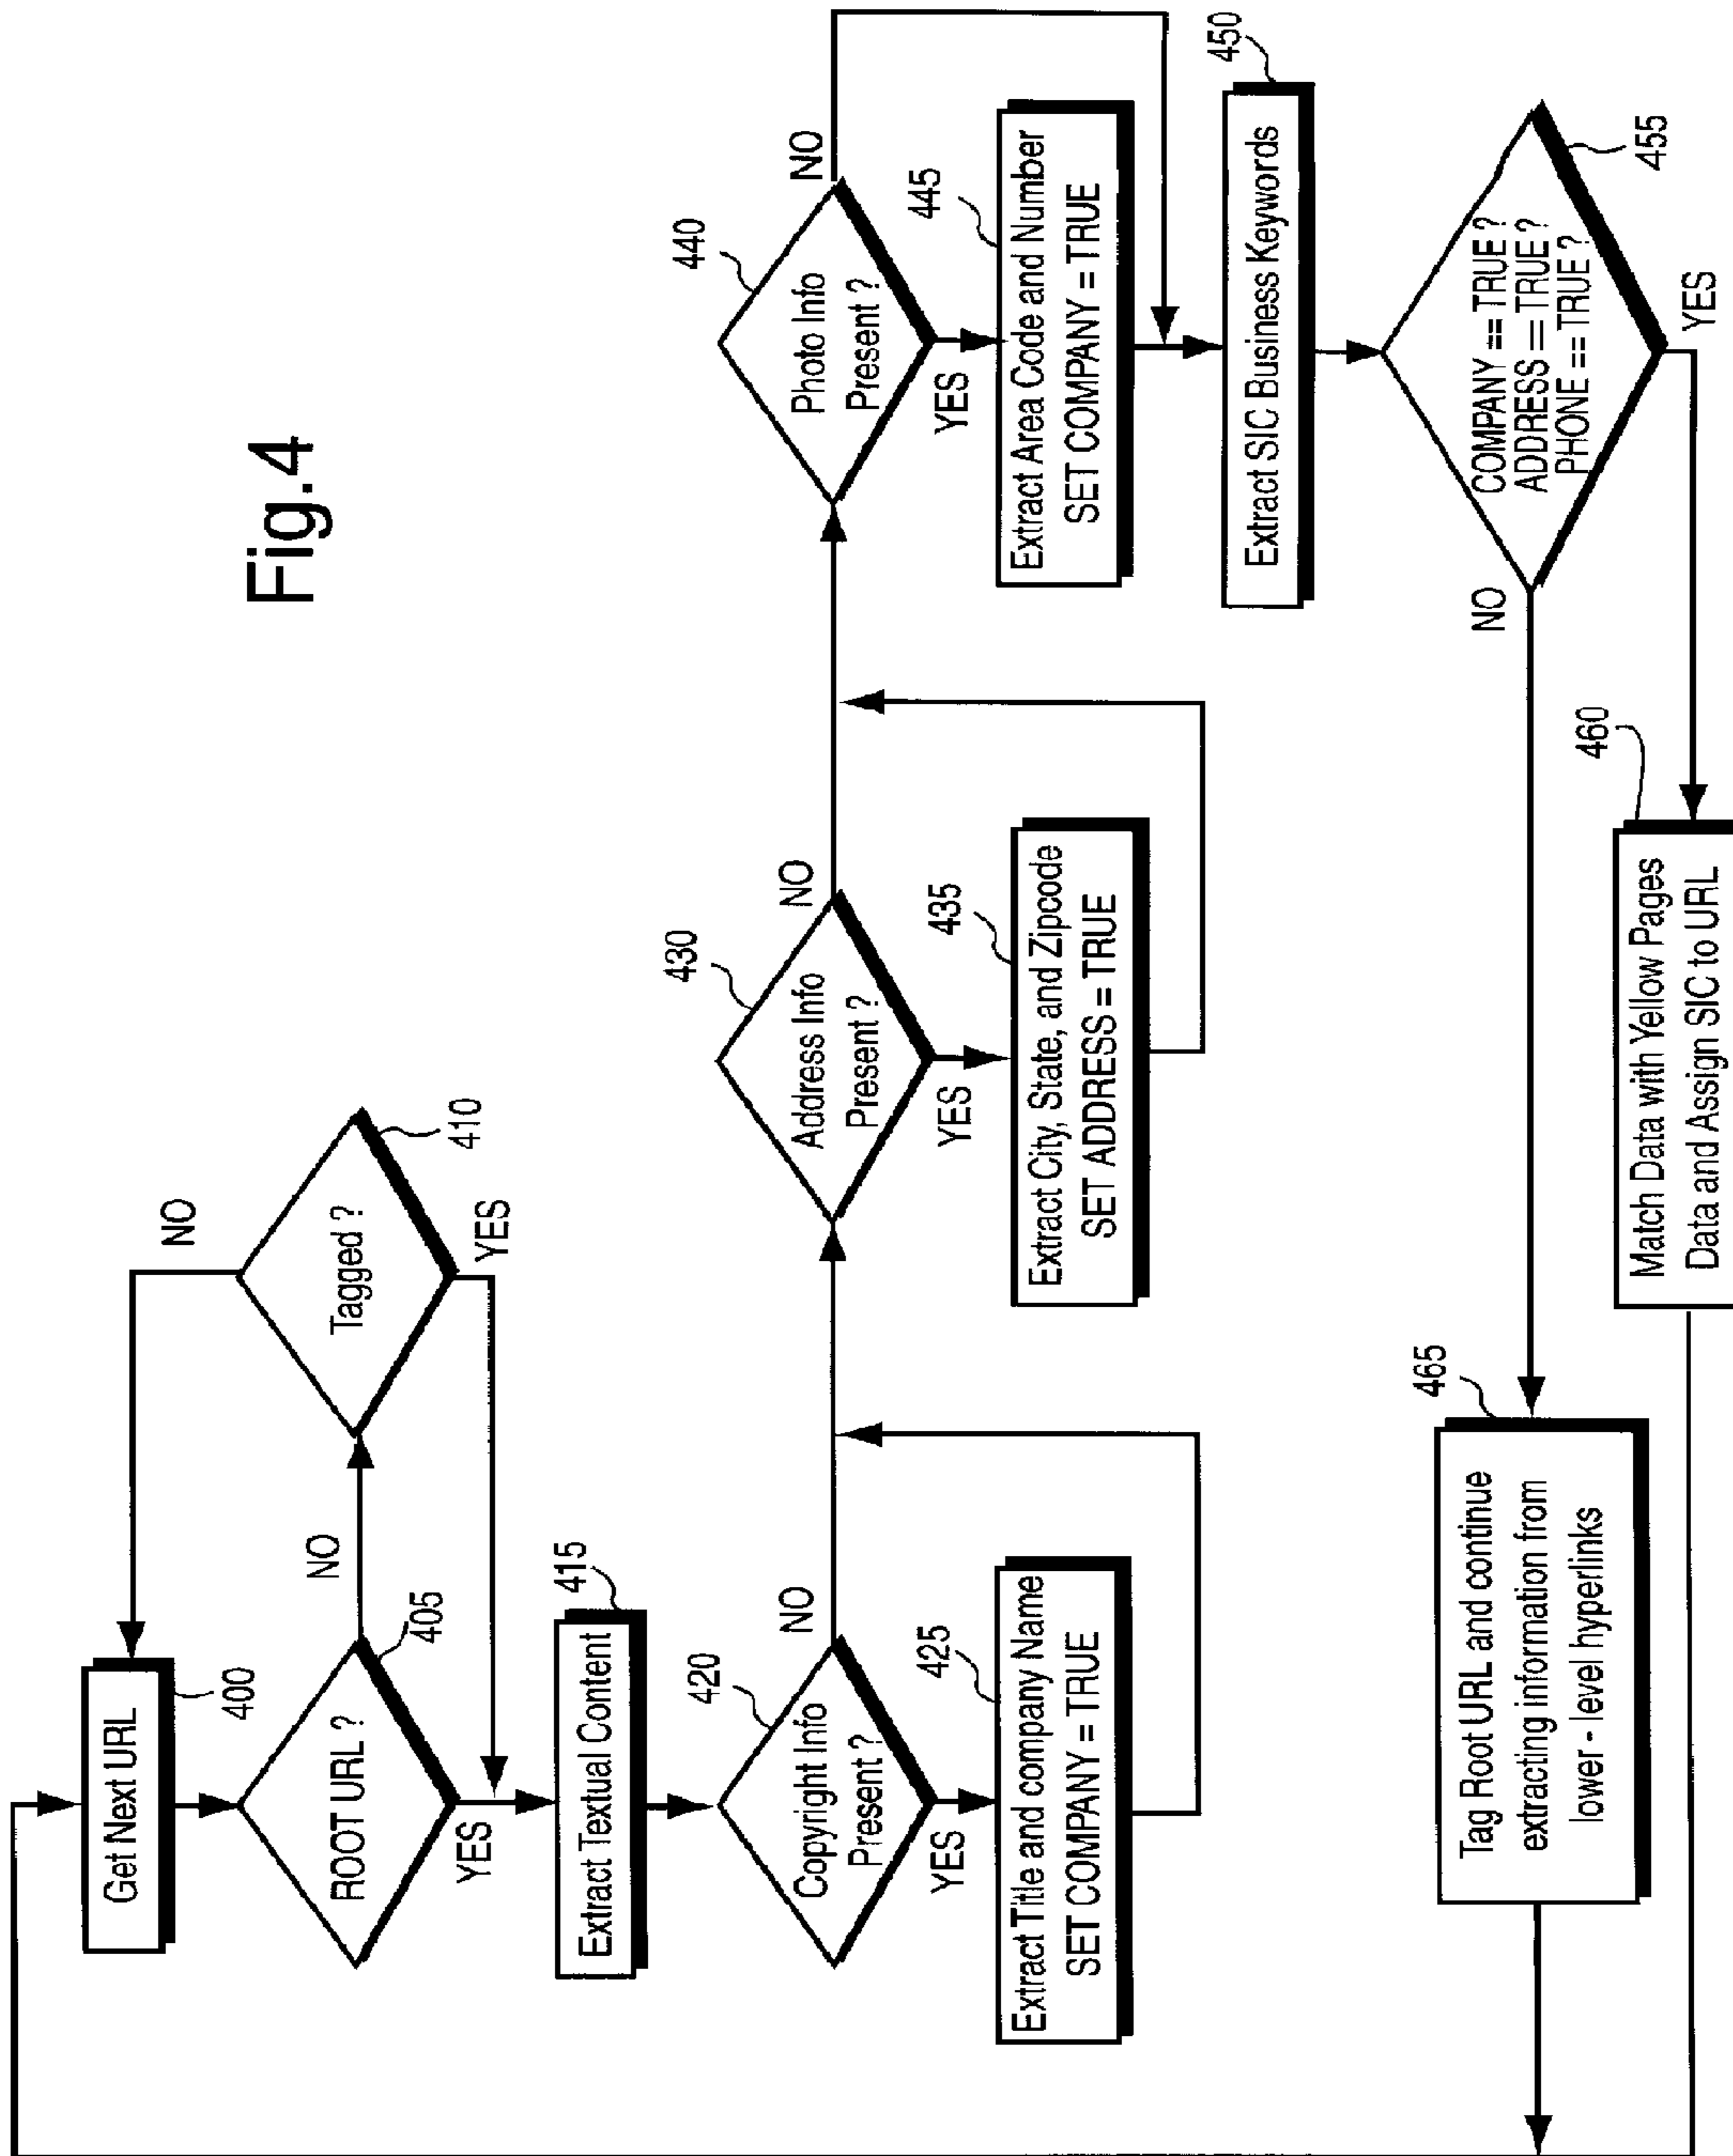 Fig.4
Get Next URL
400
ROOT URL ?
405
NO
YES
Tagged ?
410
NO
YES
Extract Textual Content
415
Copyright Info
Present ?
420
NO
YES
Extract Title and company Name
SET COMPANY = TRUE
425
Address Info
Present ?
430
NO
YES
Extract City, State, and Zipcode
SET ADDRESS = TRUE
435
Photo Info
Present ?
440
NO
YES
Extract Area Code and Number
SET COMPANY = TRUE
445
Extract SIC Business Keywords
450
COMPANY == TRUE ?
ADDRESS == TRUE ?
PHONE == TRUE ?
455
NO
YES
Match Data with Yellow Pages
Data and Assign SIC to URL
460
Tag Root URL and continue
extracting information from
lower - level hyperlinks
465